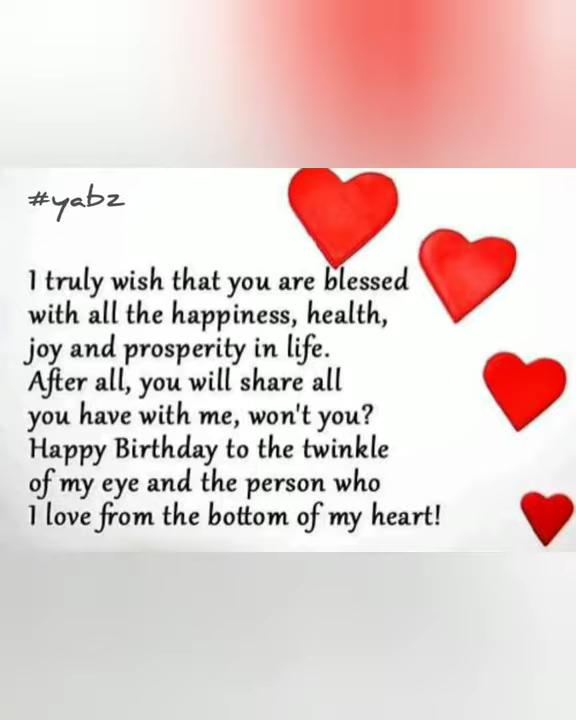 #yabz
I truly wish that you are blessed
with all the happiness, health,
joy and prosperity in life.
After all, you will share all
you have with me, won't you?
Happy Birthday to the twinkle
of my eye and the person who
I love from the bottom of my heart!